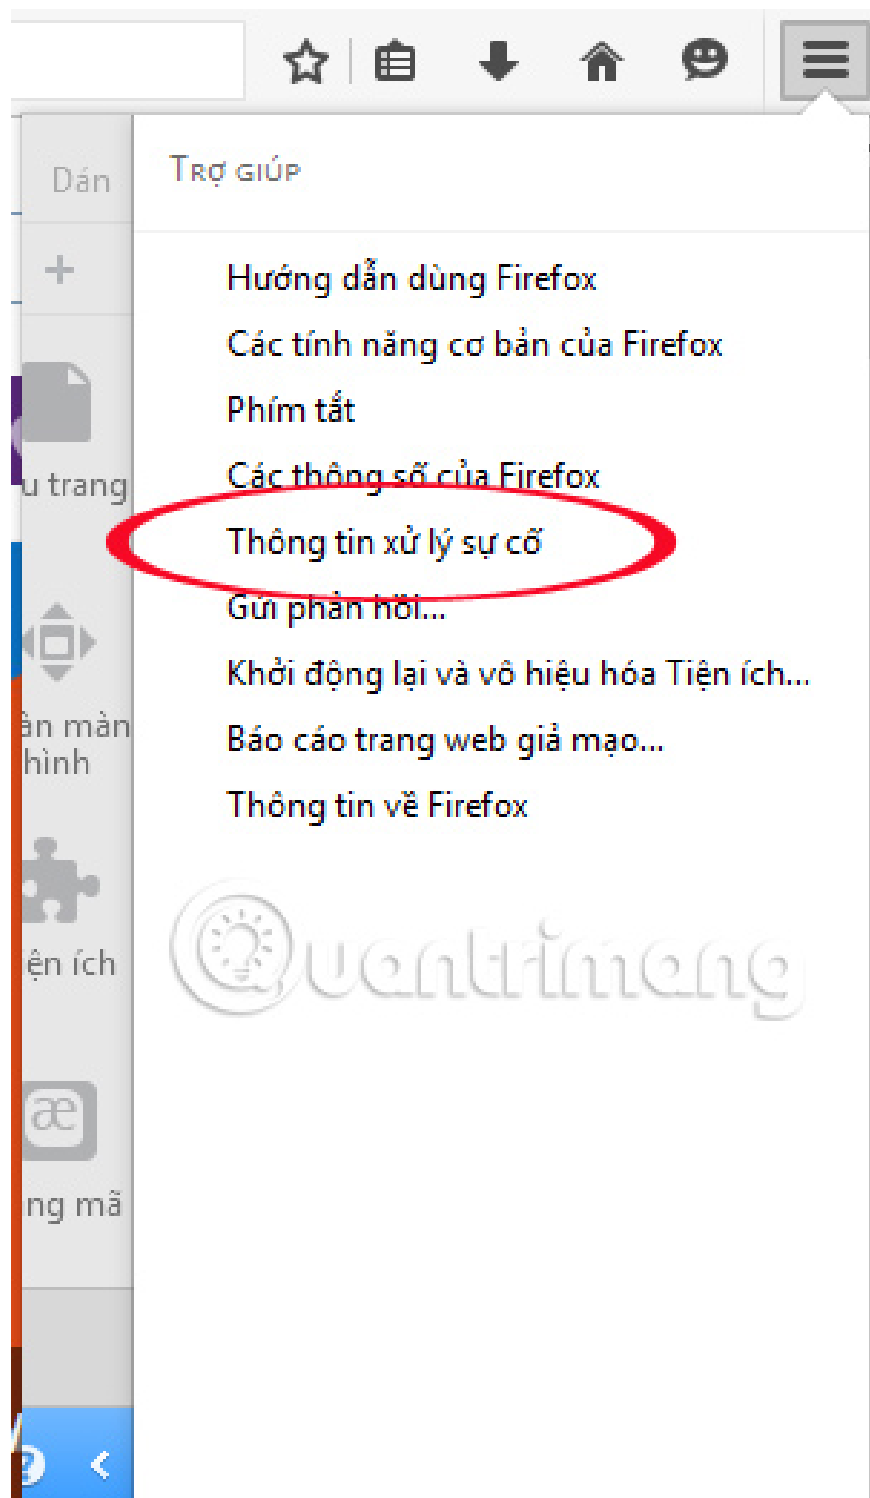 Dán
TRỢ GIÚP
Hướng dẫn dùng Firefox
Các tính năng cơ bản của Firefox
Phím tắt
Các thông số của Firefox
u trang
Thông tin xử lý sự cố
Gửi phản hồi...
Khởi động lại và vô hiệu hóa Tiện ích...
àn màn
hình
Báo cáo trang web giả mạo...
Thông tin về Firefox
iện ích
Quantrimang
æ
ng mã